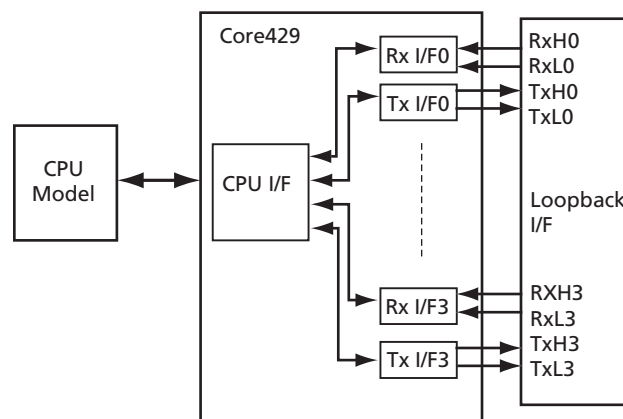 Core429
Rx I/F0
Tx I/F0
CPU
Model
CPU I/F
Rx I/F3
Tx I/F3
RxH0
RxL0
TxH0
TxL0
Loopback
I/F
RXH3
RxL3
TxH3
TxL3